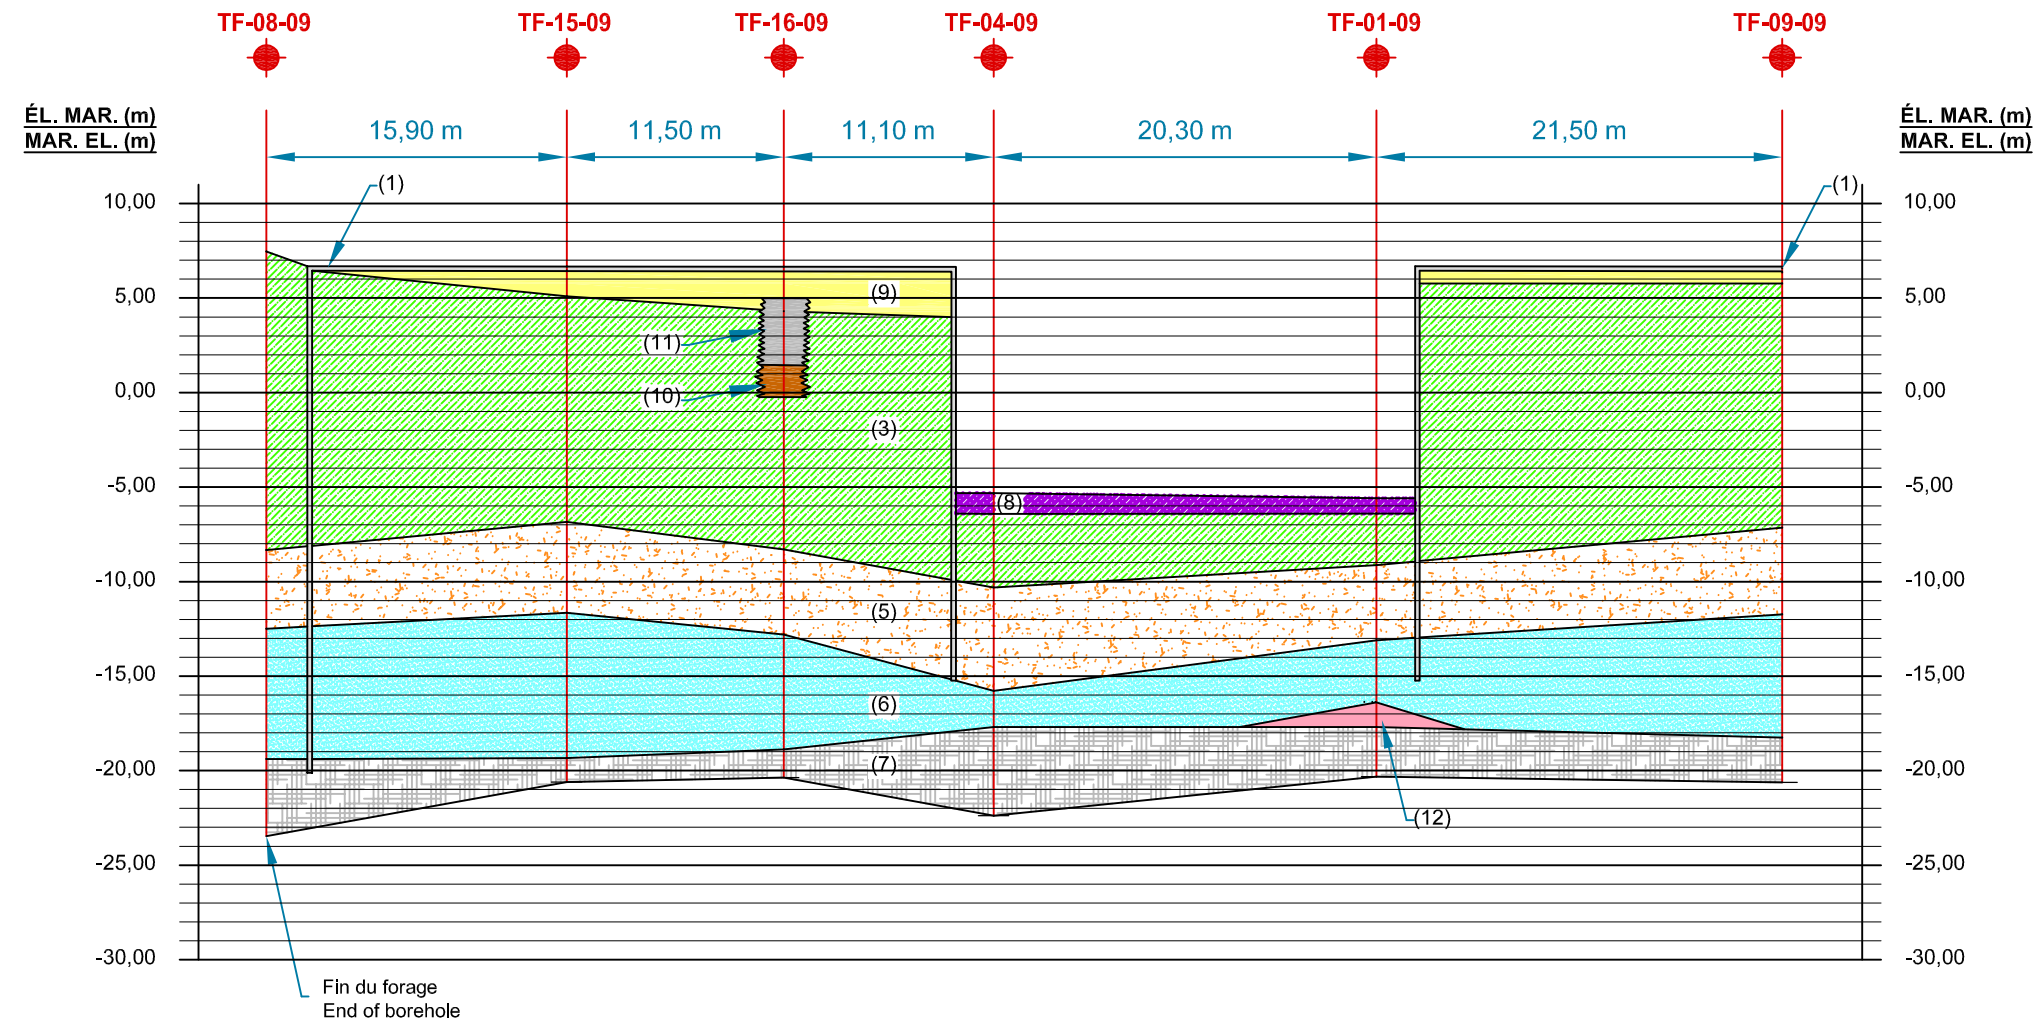 TF-08-09 TF-15-09 TF-16-09 TF-04-09 TF-01-09 TF-09-09
ÉL. MAR. (m) ÉL. MAR. (m)
MAR. EL. (m) MAR. EL. (m)
15,90 m 11,50 m 11,10 m 20,30 m 21,50 m
(1) (1)
10,00 10,00
5,00 (9) 5,00
(11)
0,00 (10) 0,00
(3)
-5,00 -5,00
(8)
-10,00 -10,00
(5)
-15,00 -15,00
(6)
-20,00 (7) -20,00
(12)
-25,00 -25,00
-30,00 -30,00
Fin du forage
End of borehole